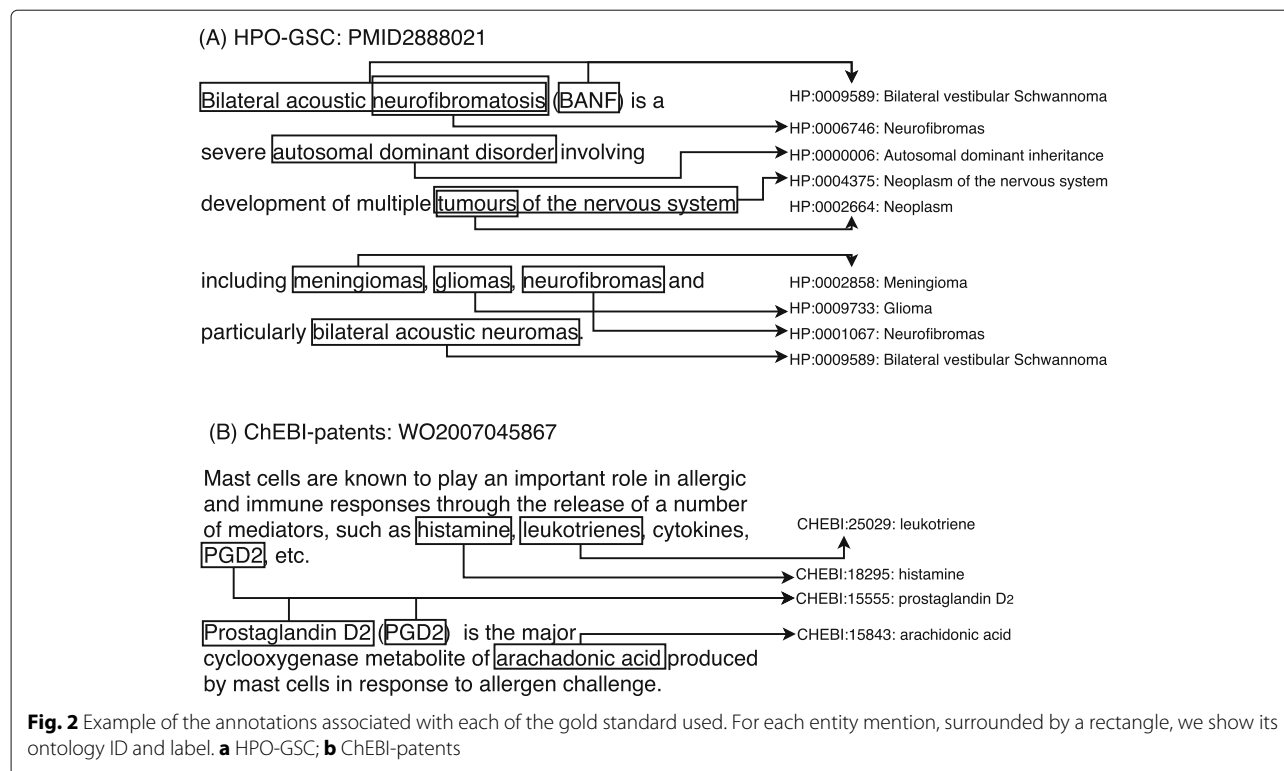 (A) HPO-GSC: PMID2888021
Bilateral acoustic neurofibromatosis (BANF) is a
HP:0009589: Bilateral vestibular Schwannoma
HP:0006746: Neurofibromas
severe autosomal dominant disorder involving
HP:0000006: Autosomal dominant inheritance
HP:0004375: Neoplasm of the nervous system
development of multiple tumours of the nervous system
HP:0002664: Neoplasm
including meningiomas, gliomas, neurofibromas and
HP:0002858: Meningioma
HP:0009733: Glioma
particularly bilateral acoustic neuromas.
HP:0001067: Neurofibromas
HP:0009589: Bilateral vestibular Schwannoma
(B) ChEBI-patents: WO2007045867
Mast cells are known to play an important role in allergic
and immune responses through the release of a number
of mediators, such as histamine, leukotrienes, cytokines,
PGD2, etc.
CHEBI:25029: leukotriene
CHEBI:18295: histamine
CHEBI:15555: prostaglandin D2
Prostaglandin D2 (PGD2) is the major
CHEBI:15843: arachidonic acid
cyclooxygenase metabolite of arachadonic acid produced
by mast cells in response to allergen challenge.
Fig. 2 Example of the annotations associated with each of the gold standard used. For each entity mention, surrounded by a rectangle, we show its
ontology ID and label. a HPO-GSC; b ChEBI-patents